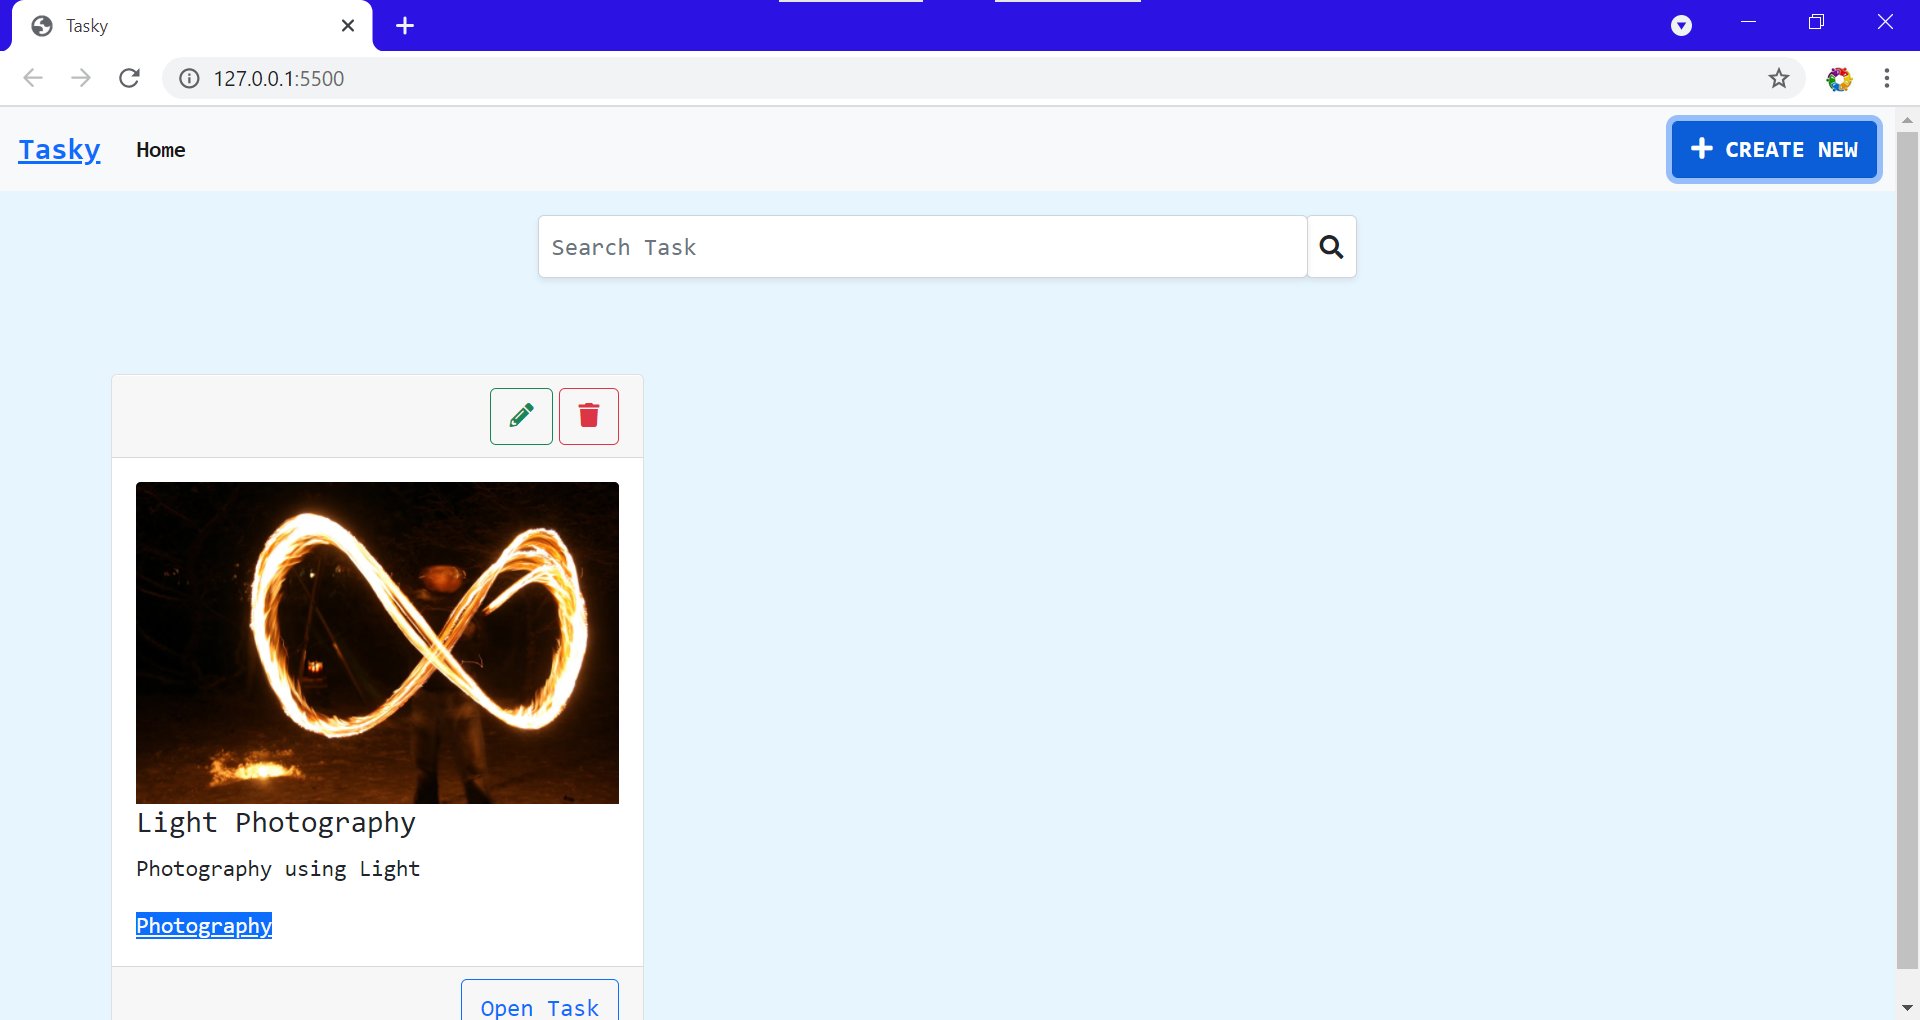 Tasky
127.0.0.1:5500
Tasky Home CREATE NEW
Search Task
Light Photography
Photography using Light
Photography
Open Task